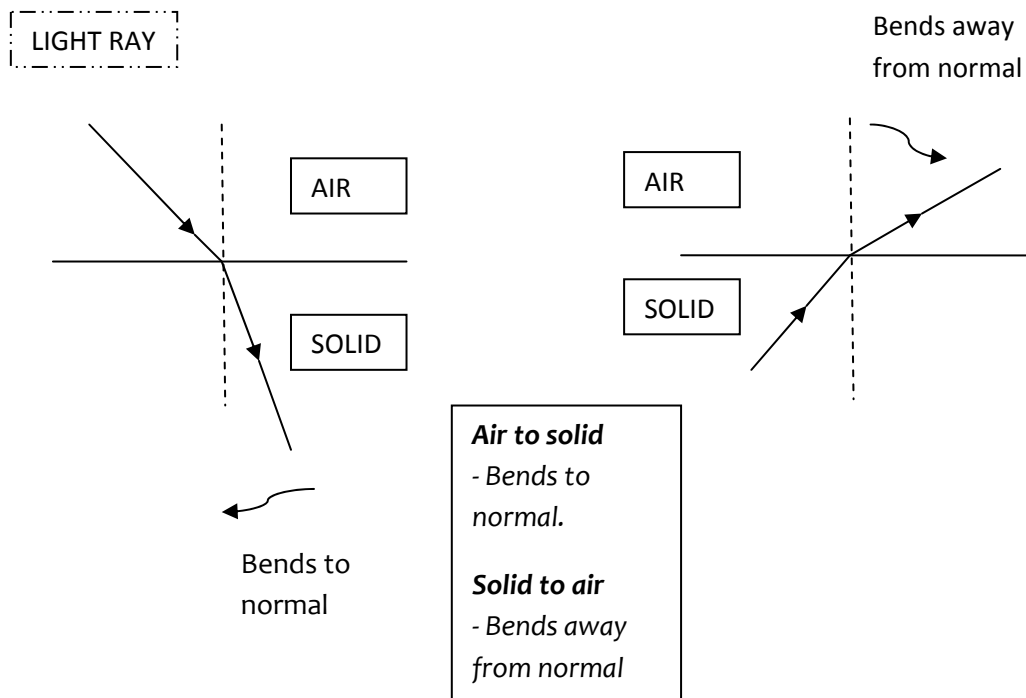 LIGHT RAY
Bends away
from normal
AIR
AIR
SOLID
SOLID
Air to solid
- Bends to
normal.
Solid to air
- Bends away
from normal
Bends to
normal